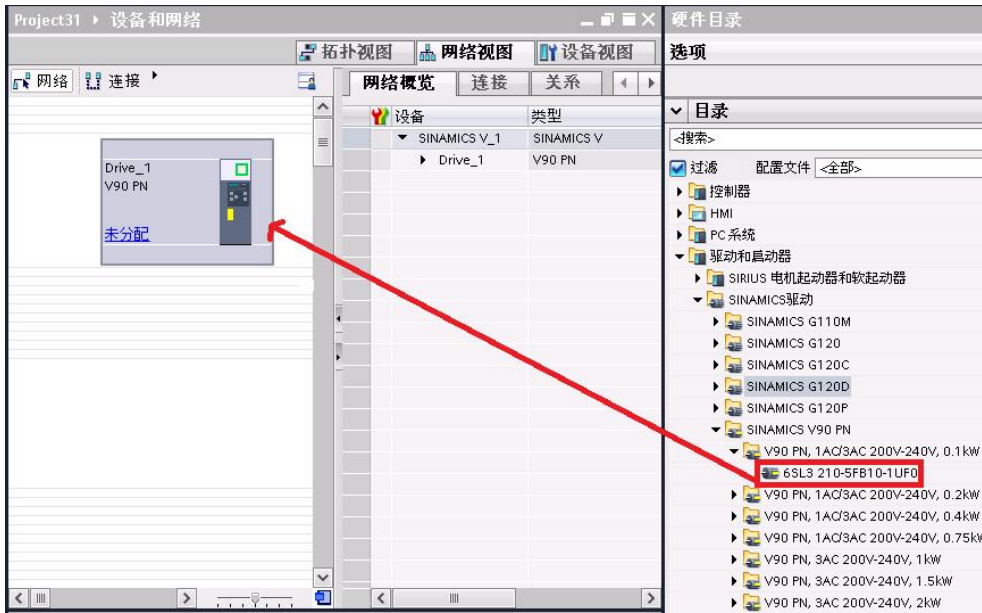 Project31 ▸ 设备和网络
拓扑视图 网络视图 设备视图
网络 连接
网络概览 连接 关系
设备 类型
SINAMICS V_1 SINAMICS V
Drive_1 V90 PN
Drive_1
V90 PN
未分配
硬件目录
选项
目录
<搜索>
过滤 配置文件 <全部>
控制器
HMI
PC 系统
驱动和启动器
SIRIUS 电机起动器和软起动器
SINAMICS驱动
SINAMICS G110M
SINAMICS G120
SINAMICS G120C
SINAMICS G120D
SINAMICS G120P
SINAMICS V90 PN
V90 PN, 1AC/3AC 200V-240V, 0.1kW
6SL3 210-5FB10-1UF0
V90 PN, 1AC/3AC 200V-240V, 0.2kW
V90 PN, 1AC/3AC 200V-240V, 0.4kW
V90 PN, 1AC/3AC 200V-240V, 0.75kW
V90 PN, 3AC 200V-240V, 1kW
V90 PN, 3AC 200V-240V, 1.5kW
V90 PN, 3AC 200V-240V, 2kW